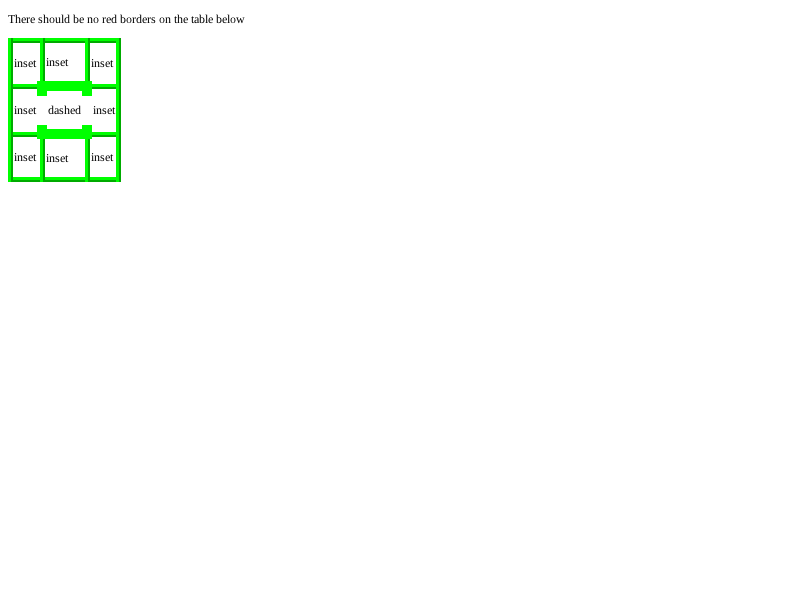 There should be no red borders on the table below
inset inset inset
inset dashed inset
inset inset inset